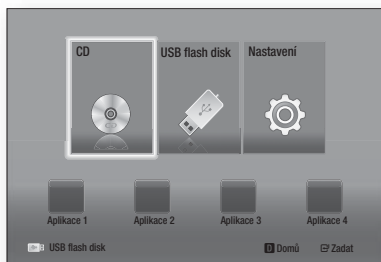 CD USB flash disk Nastavení
Aplikace 1 Aplikace 2 Aplikace 3 Aplikace 4
USB flash disk D Domů Zadat